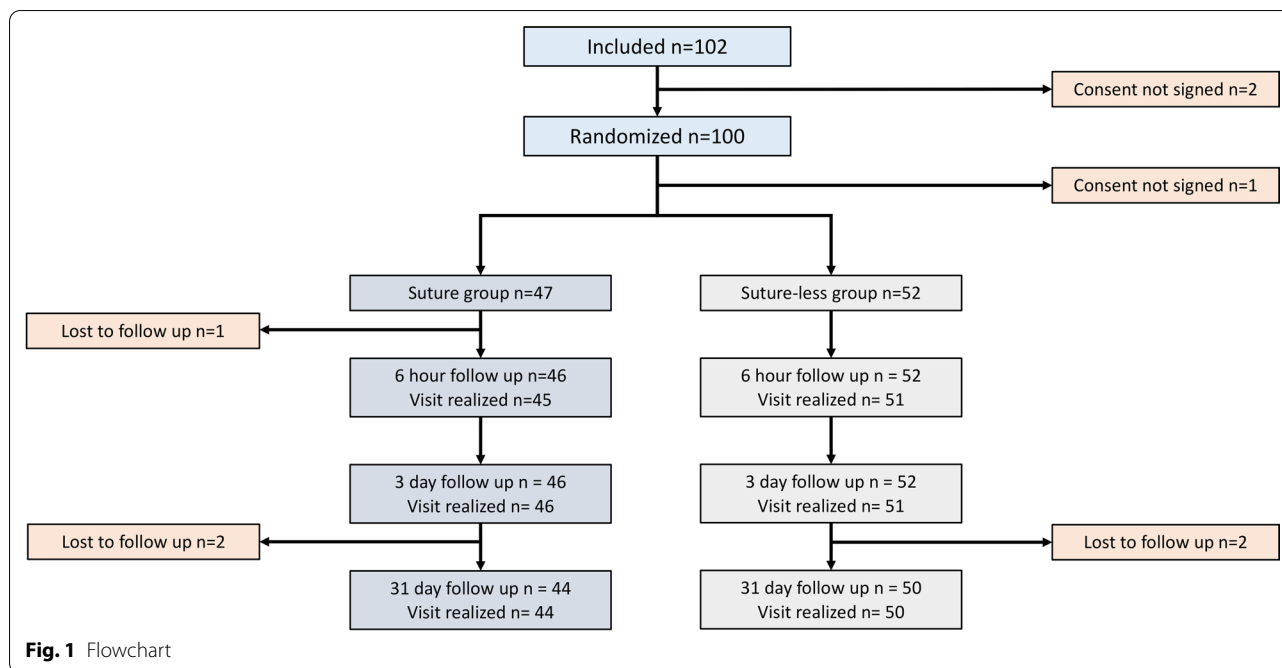 Included n=102
Consent not signed n=2
Randomized n=100
Consent not signed n=1
Suture group n=47
Suture-less group n=52
Lost to follow up n=1
6 hour follow up n=46
Visit realized n=45
6 hour follow up n = 52
Visit realized n= 51
3 day follow up n = 46
Visit realized n= 46
3 day follow up n = 52
Visit realized n= 51
Lost to follow up n=2
Lost to follow up n=2
31 day follow up n = 44
Visit realized n= 44
31 day follow up n = 50
Visit realized n= 50
Fig. 1 Flowchart